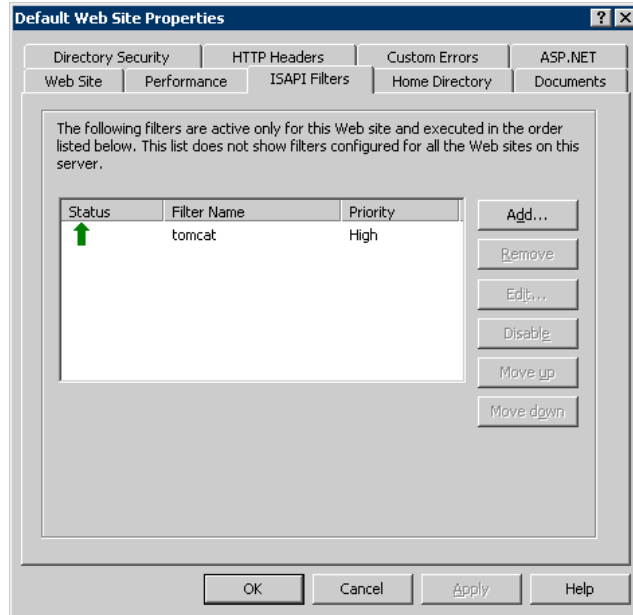 Default Web Site Properties
Directory Security HTTP Headers Custom Errors ASP.NET
Web Site Performance ISAPI Filters Home Directory Documents
The following filters are active only for this Web site and executed in the order
listed below. This list does not show filters configured for all the Web sites on this
server.
Status Filter Name Priority
tomcat High
Add...
Remove
Edit...
Disable
Move up
Move down
OK Cancel Apply Help